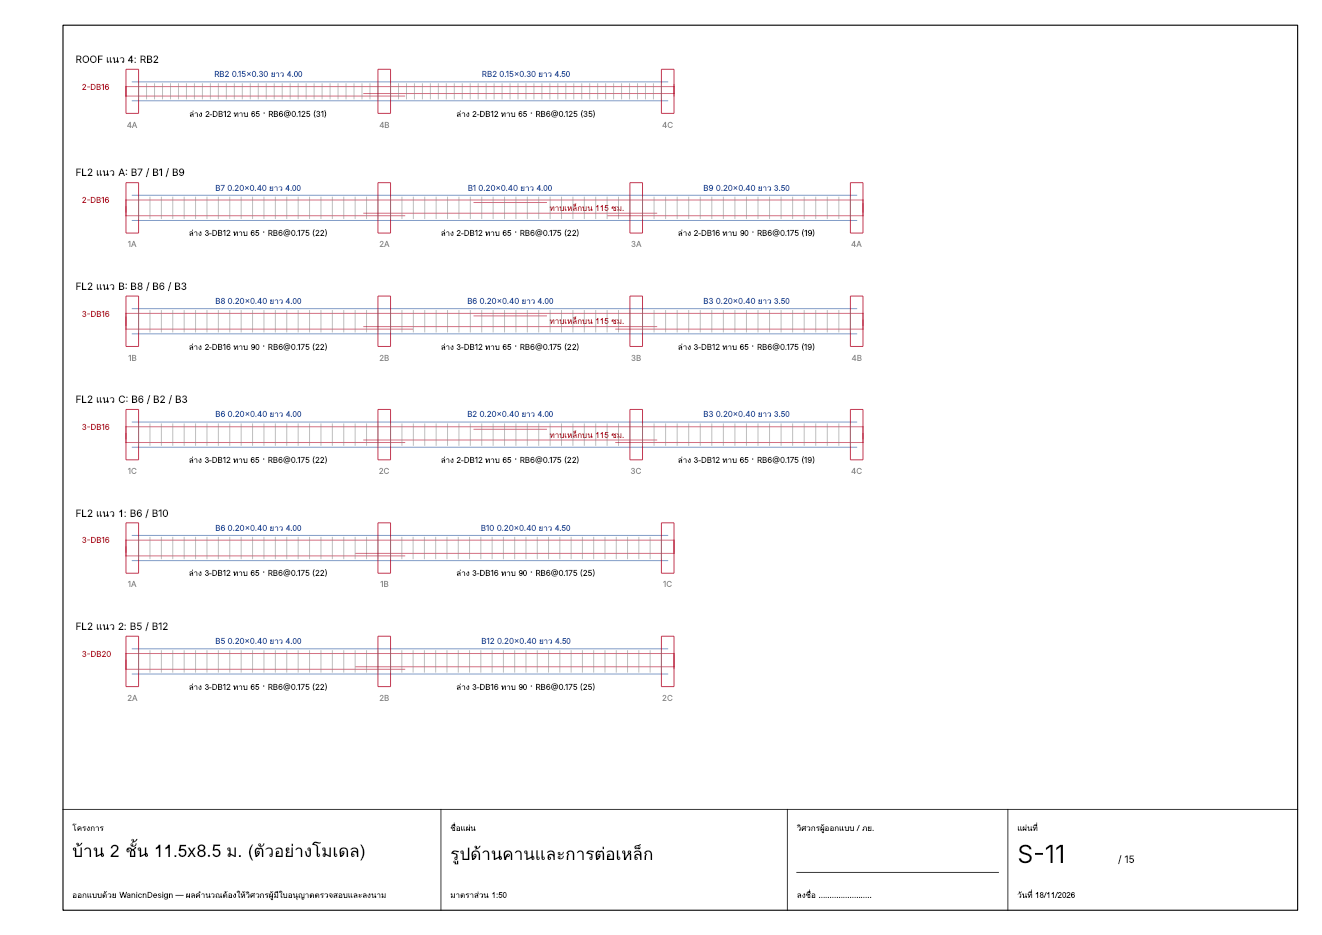 ROOF แนว 4: RB2
RB2 0.15×0.30 ยาว 4.00 RB2 0.15×0.30 ยาว 4.50
2-DB16
ล่าง 2-DB12 ทาบ 65 · RB6@0.125 (31) ล่าง 2-DB12 ทาบ 65 · RB6@0.125 (35)
4A 4B 4C
FL2 แนว A: B7 / B1 / B9
B7 0.20×0.40 ยาว 4.00 B1 0.20×0.40 ยาว 4.00 B9 0.20×0.40 ยาว 3.50
2-DB16
ทาบเหล็กบน 115 ซม.
ล่าง 3-DB12 ทาบ 65 · RB6@0.175 (22) ล่าง 2-DB12 ทาบ 65 · RB6@0.175 (22) ล่าง 2-DB16 ทาบ 90 · RB6@0.175 (19)
1A 2A 3A 4A
FL2 แนว B: B8 / B6 / B3
B8 0.20×0.40 ยาว 4.00 B6 0.20×0.40 ยาว 4.00 B3 0.20×0.40 ยาว 3.50
3-DB16
ทาบเหล็กบน 115 ซม.
ล่าง 2-DB16 ทาบ 90 · RB6@0.175 (22) ล่าง 3-DB12 ทาบ 65 · RB6@0.175 (22) ล่าง 3-DB12 ทาบ 65 · RB6@0.175 (19)
1B 2B 3B 4B
FL2 แนว C: B6 / B2 / B3
B6 0.20×0.40 ยาว 4.00 B2 0.20×0.40 ยาว 4.00 B3 0.20×0.40 ยาว 3.50
3-DB16
ทาบเหล็กบน 115 ซม.
ล่าง 3-DB12 ทาบ 65 · RB6@0.175 (22) ล่าง 2-DB12 ทาบ 65 · RB6@0.175 (22) ล่าง 3-DB12 ทาบ 65 · RB6@0.175 (19)
1C 2C 3C 4C
FL2 แนว 1: B6 / B10
B6 0.20×0.40 ยาว 4.00 B10 0.20×0.40 ยาว 4.50
3-DB16
ล่าง 3-DB12 ทาบ 65 · RB6@0.175 (22) ล่าง 3-DB16 ทาบ 90 · RB6@0.175 (25)
1A 1B 1C
FL2 แนว 2: B5 / B12
B5 0.20×0.40 ยาว 4.00 B12 0.20×0.40 ยาว 4.50
3-DB20
ล่าง 3-DB12 ทาบ 65 · RB6@0.175 (22) ล่าง 3-DB16 ทาบ 90 · RB6@0.175 (25)
2A 2B 2C
โครงการ
บ้าน 2 ชั้น 11.5x8.5 ม. (ตัวอย่างโมเดล)
ออกแบบด้วย WanicnDesign — ผลคำนวณต้องให้วิศวกรผู้มีใบอนุญาตตรวจสอบและลงนาม
ชื่อแผ่น
รูปด้านคานและการต่อเหล็ก
มาตราส่วน 1:50
วิศวกรผู้ออกแบบ / ภย.
ลงชื่อ ........................
แผ่นที่
S-11 / 15
วันที่ 18/11/2026